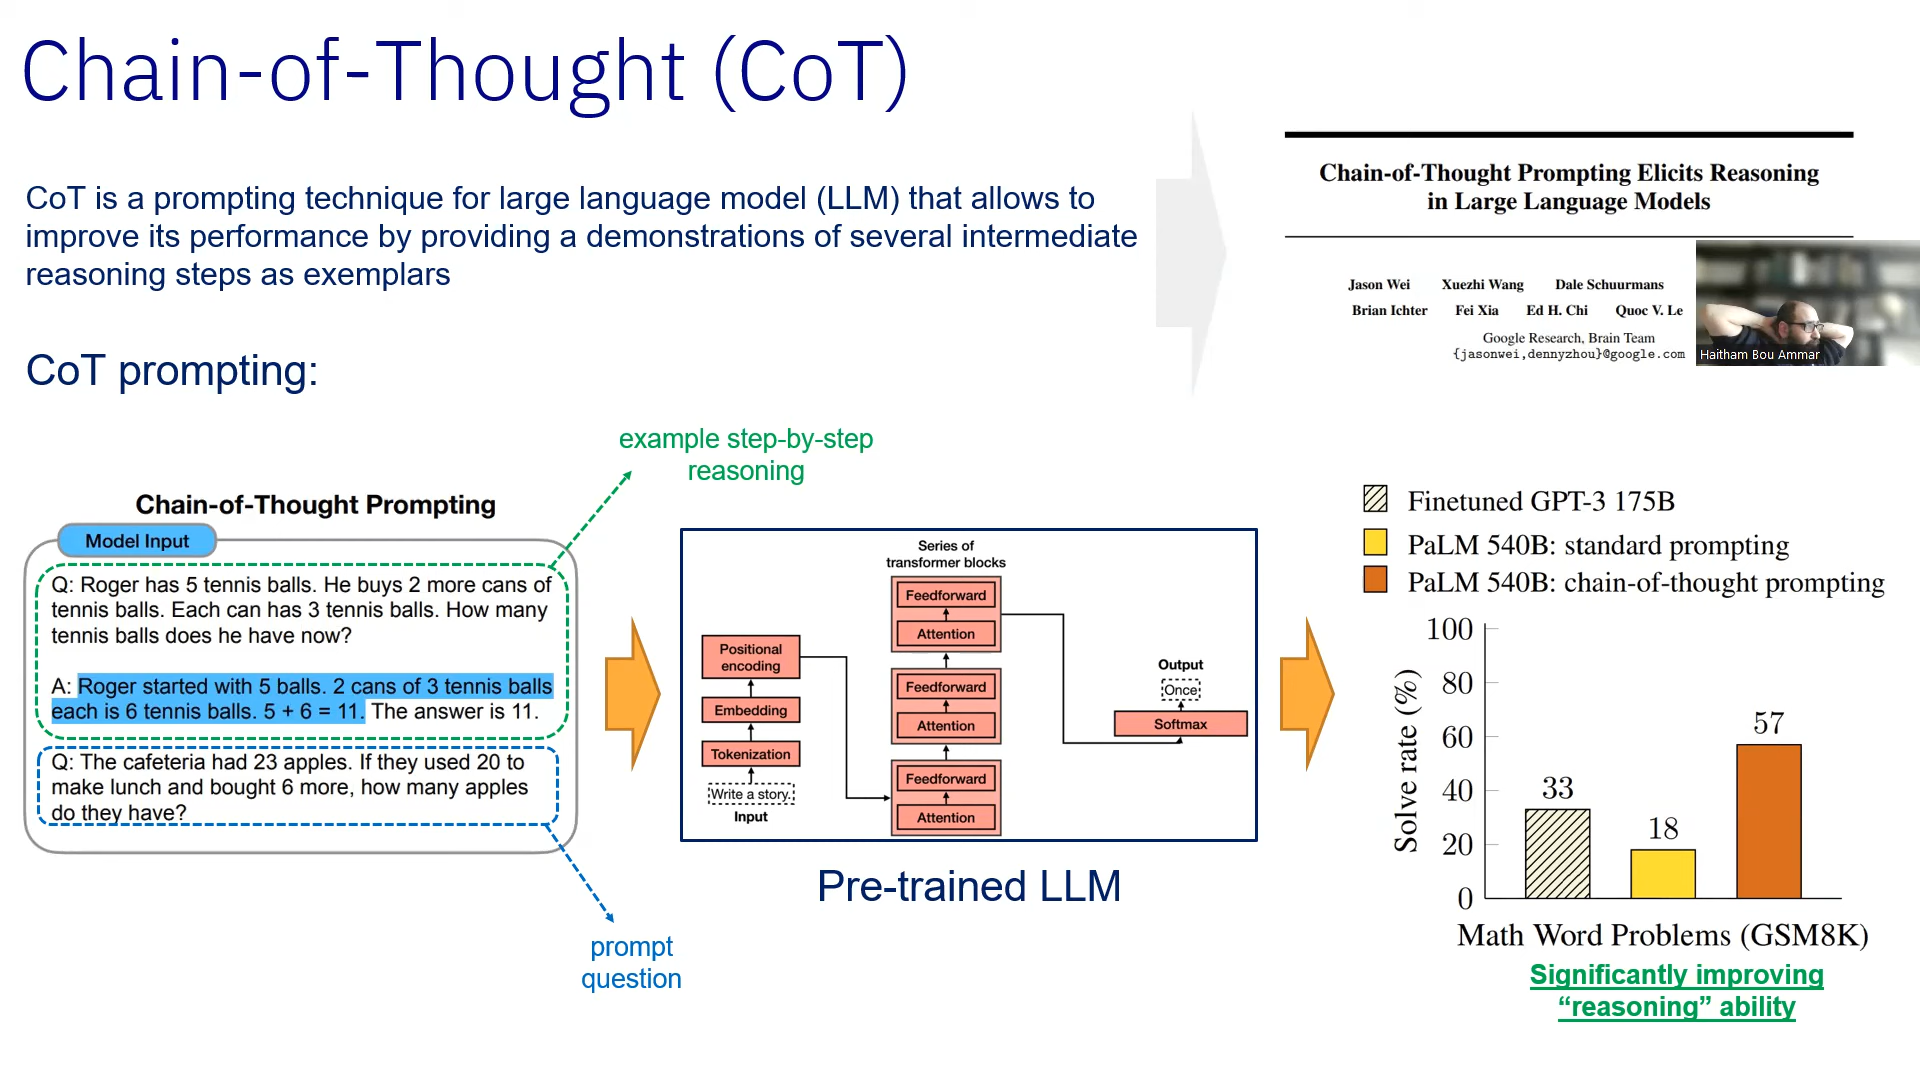 Chain-of-Thought (CoT)
CoT is a prompting technique for large language model (LLM) that allows to
improve its performance by providing a demonstrations of several intermediate
reasoning steps as exemplars
Chain-of-Thought Prompting Elicits Reasoning
in Large Language Models
Jason Wei Xuezhi Wang Dale Schuurmans
Brian Ichter Fei Xia Ed H. Chi Quoc V. Le
Google Research, Brain Team
{jasonwei,dennyzhou}@google.com
Haitham Bou Ammar
CoT prompting:
example step-by-step
reasoning
Chain-of-Thought Prompting
Model Input
Q: Roger has 5 tennis balls. He buys 2 more cans of
tennis balls. Each can has 3 tennis balls. How many
tennis balls does he have now?
A: Roger started with 5 balls. 2 cans of 3 tennis balls
each is 6 tennis balls. 5 + 6 = 11. The answer is 11.
Q: The cafeteria had 23 apples. If they used 20 to
make lunch and bought 6 more, how many apples
do they have?
prompt
question
Series of
transformer blocks
Feedforward
Attention
Feedforward
Attention
Feedforward
Attention
Positional
encoding
Embedding
Tokenization
Write a story.
Input
Output
Once
Softmax
Pre-trained LLM
Finetuned GPT-3 175B
PaLM 540B: standard prompting
PaLM 540B: chain-of-thought prompting
Solve rate (%)
100
80
60
40
20
0
33
18
57
Math Word Problems (GSM8K)
Significantly improving
“reasoning” ability